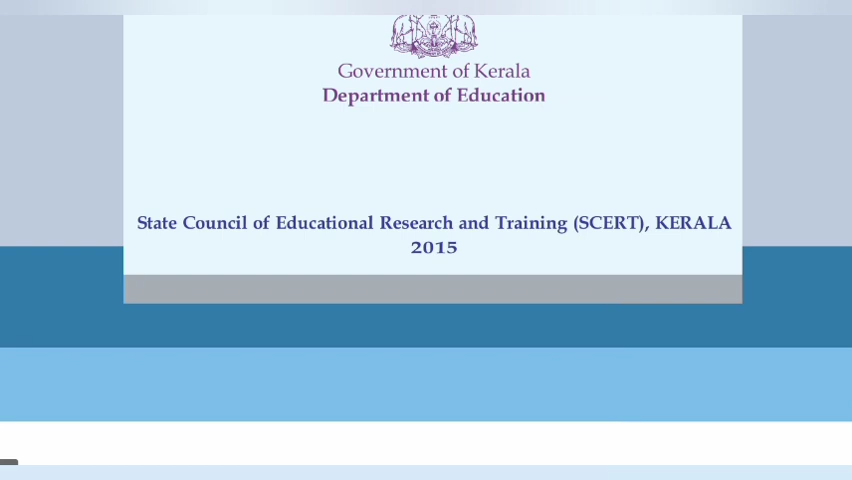 Government of Kerala
Department of Education
State Council of Educational Research and Training (SCERT), KERALA
2015